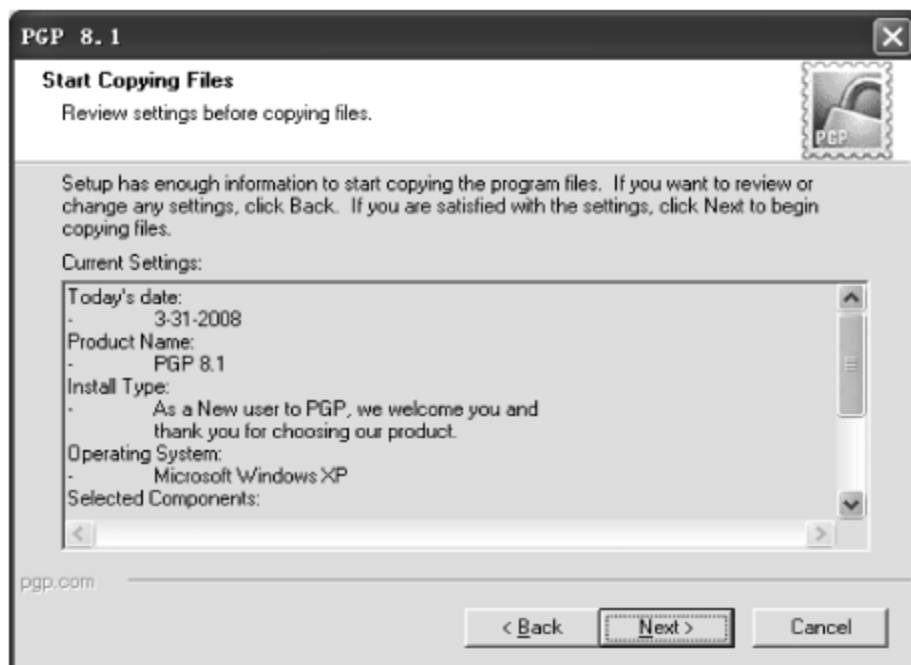 PGP 8.1
Start Copying Files
Review settings before copying files.
PGP
Setup has enough information to start copying the program files. If you want to review or
change any settings, click Back. If you are satisfied with the settings, click Next to begin
copying files.
Current Settings:
Today's date:
- 3-31-2008
Product Name:
- PGP 8.1
Install Type:
- As a New user to PGP, we welcome you and
thank you for choosing our product.
Operating System:
- Microsoft Windows XP
Selected Components:
pgp.com
< Back Next > Cancel